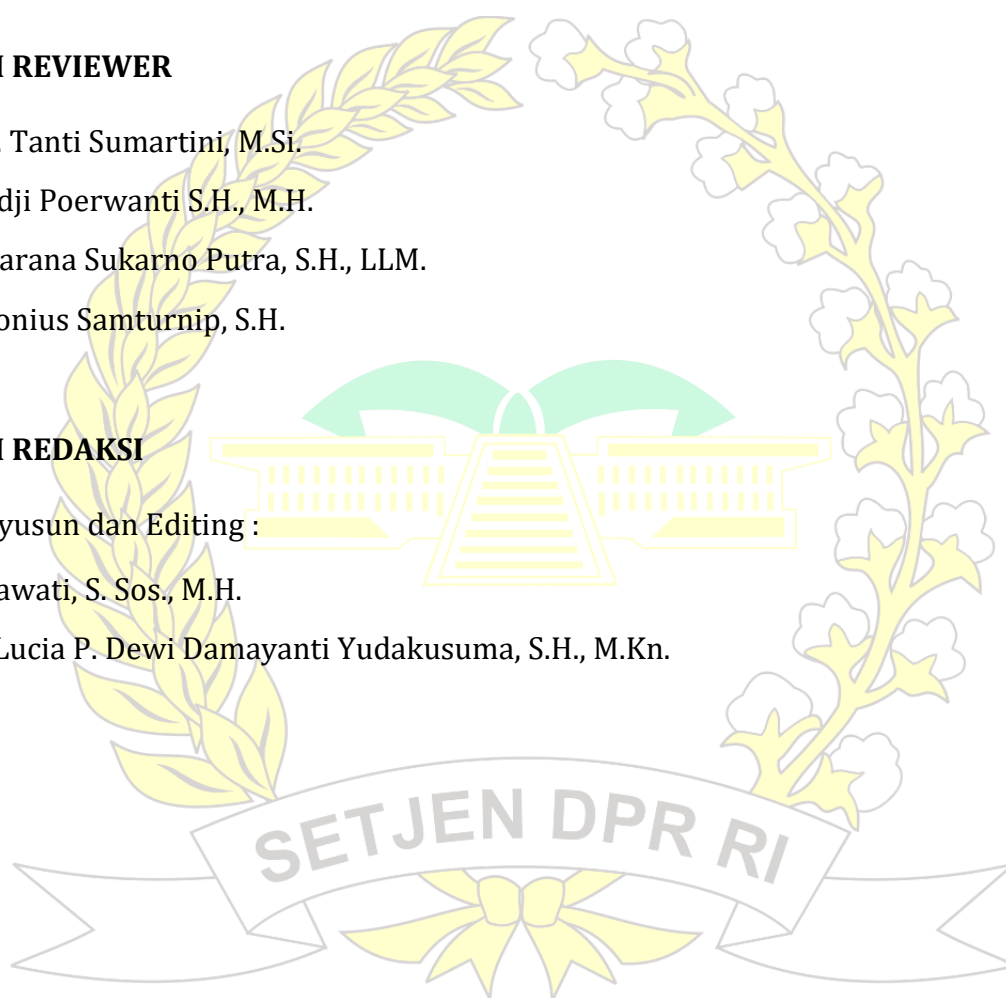 I REVIEWER
. Tanti Sumartini, M.Si.
dji Poerwanti S.H., M.H.
arana Sukarno Putra, S.H., LLM.
onius Samturnip, S.H.
I REDAKSI
yusun dan Editing :
awati, S. Sos., M.H.
Lucia P. Dewi Damayanti Yudakusuma, S.H., M.Kn.
SETJEN DPR RI